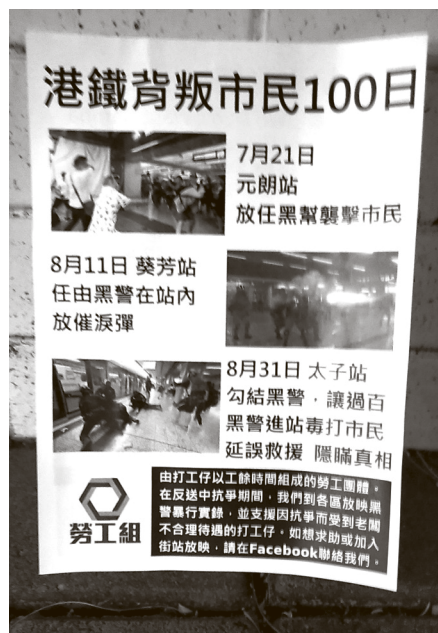 港鐵背叛市民100日
7月21日
元朗站
放任黑幫襲擊市民
8月11日 葵芳站
任由黑警在站內
放催淚彈
8月31日 太子站
勾結黑警，讓過百
黑警進站毒打市民
延誤救援 隱瞞真相
勞工組
由打工仔以工餘時間組成的勞工團體。
在反送中抗爭期間，我們到各區放映黑
警暴行實錄，並支援因抗爭而受到老闆
不合理待遇的打工仔。如想求助或加入
街站放映，請在Facebook聯絡我們。